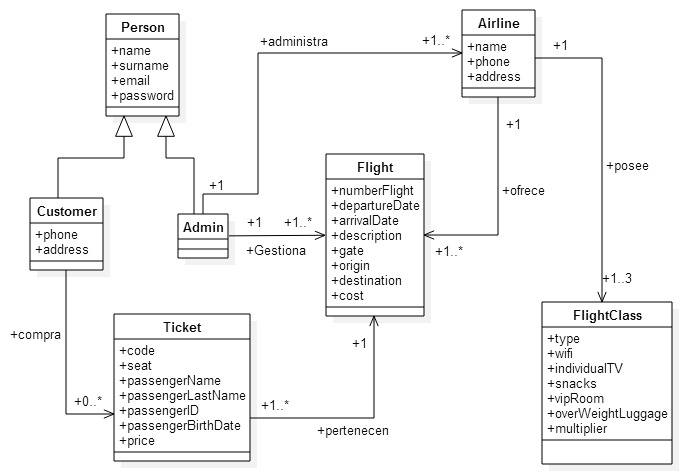 Person
+name
+surname
+email
+password
Airline
+name
+phone
+address
+administra
+1..*
+1
+1
+posee
+1..3
Customer
+phone
+address
+1
Admin
+1
+1..*
+Gestiona
Flight
+numberFlight
+departureDate
+arrivalDate
+description
+gate
+origin
+destination
+cost
+ofrece
+1..*
+compra
+0..*
Ticket
+code
+seat
+passengerName
+passengerLastName
+passengerID
+passengerBirthDate
+price
+1
+1..*
+pertenecen
FlightClass
+type
+wifi
+individualTV
+snacks
+vipRoom
+overWeightLuggage
+multiplier